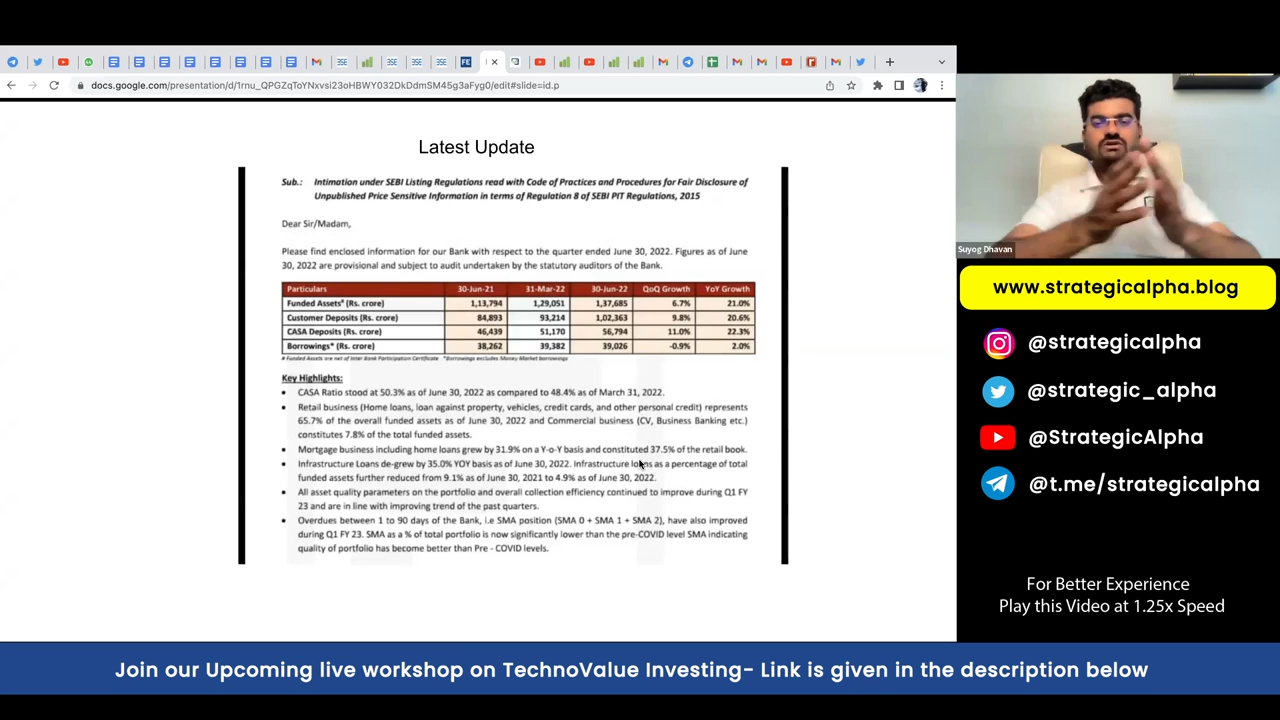 docs.google.com/presentation/d/1rnu_QPGZqToYNxvsi23oHBWY032DkDdmSM45g3aFyg0/edit#slide=id.p
Latest Update
Sub.: Intimation under SEBI Listing Regulations read with Code of Practices and Procedures for Fair Disclosure of
Unpublished Price Sensitive Information in terms of Regulation 8 of SEBI PIT Regulations, 2015
Dear Sir/Madam,
Please find enclosed information for our Bank with respect to the quarter ended June 30, 2022. Figures as of June
30, 2022 are provisional and subject to audit undertaken by the statutory auditors of the Bank.
Particulars 30-Jun-21 31-Mar-22 30-Jun-22 QoQ Growth YoY Growth
Funded Assets# (Rs. crore) 1,13,794 1,29,051 1,37,685 6.7% 21.0%
Customer Deposits (Rs. crore) 84,893 93,214 1,02,363 9.8% 20.6%
CASA Deposits (Rs. crore) 46,439 51,170 56,794 11.0% 22.3%
Borrowings* (Rs. crore) 38,262 39,382 39,026 -0.9% 2.0%
# Funded Assets are net of Inter Bank Participation Certificate *Borrowings excludes Money Market borrowings
Key Highlights:
• CASA Ratio stood at 50.3% as of June 30, 2022 as compared to 48.4% as of March 31, 2022.
• Retail business (Home loans, loan against property, vehicles, credit cards, and other personal credit) represents
65.7% of the overall funded assets as of June 30, 2022 and Commercial business (CV, Business Banking etc.)
constitutes 7.8% of the total funded assets.
• Mortgage business including home loans grew by 31.9% on a Y-o-Y basis and constituted 37.5% of the retail book.
• Infrastructure Loans de-grew by 35.0% YOY basis as of June 30, 2022. Infrastructure loans as a percentage of total
funded assets further reduced from 9.1% as of June 30, 2021 to 4.9% as of June 30, 2022.
• All asset quality parameters on the portfolio and overall collection efficiency continued to improve during Q1 FY
23 and are in line with improving trend of the past quarters.
• Overdues between 1 to 90 days of the Bank, i.e SMA position (SMA 0 + SMA 1 + SMA 2), have also improved
during Q1 FY 23. SMA as a % of total portfolio is now significantly lower than the pre-COVID level SMA indicating
quality of portfolio has become better than Pre - COVID levels.
Suyog Dhavan
www.strategicalpha.blog
@strategicalpha
@strategic_alpha
@StrategicAlpha
@t.me/strategicalpha
For Better Experience
Play this Video at 1.25x Speed
Join our Upcoming live workshop on TechnoValue Investing- Link is given in the description below